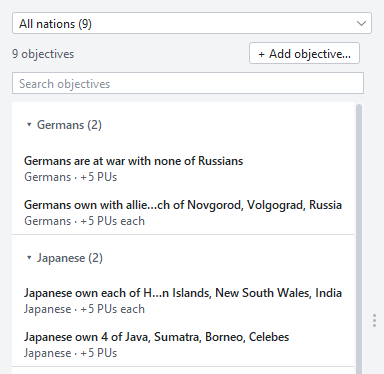 All nations (9)
9 objectives
+ Add objective...
Search objectives
Germans (2)
Germans are at war with none of Russians
Germans · +5 PUs
Germans own with allie...ch of Novgorod, Volgograd, Russia
Germans · +5 PUs each
Japanese (2)
Japanese own each of H...n Islands, New South Wales, India
Japanese · +5 PUs each
Japanese own 4 of Java, Sumatra, Borneo, Celebes
Japanese · +5 PUs